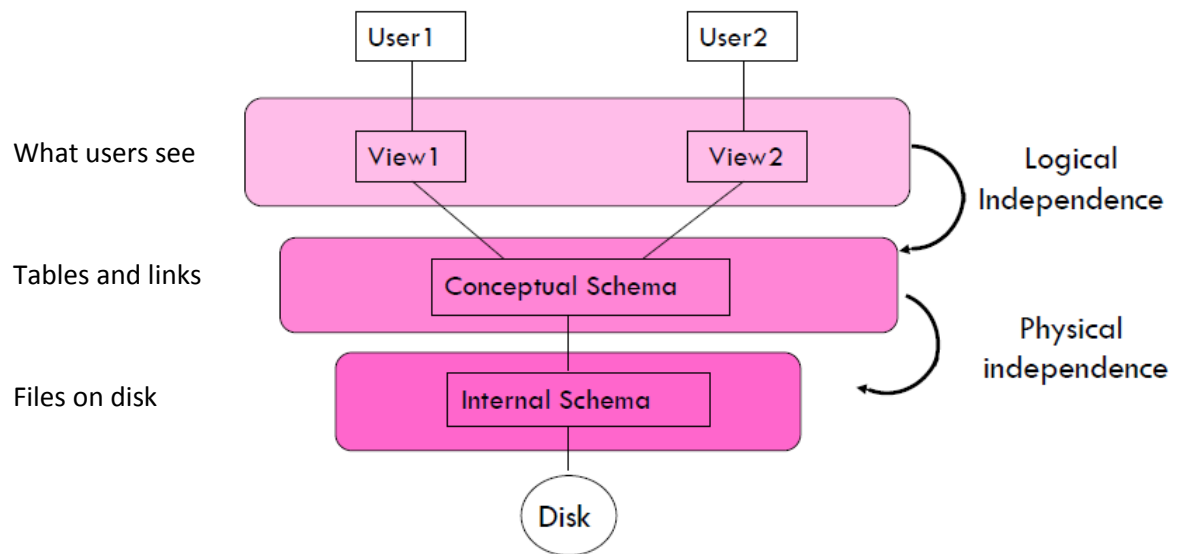 User1
User2
What users see
View1
View2
Logical
Independence
Tables and links
Conceptual Schema
Physical
independence
Files on disk
Internal Schema
Disk